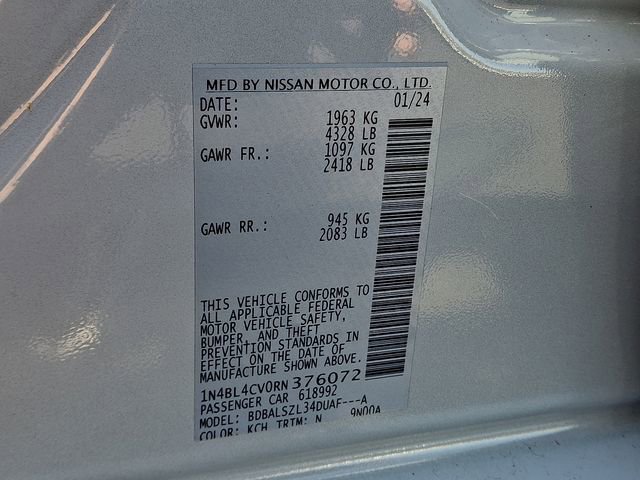 MFD BY NISSAN MOTOR CO., LTD.
DATE: 01/24
GVWR: 1963 KG
4328 LB
GAWR FR.: 1097 KG
2418 LB
GAWR RR.: 945 KG
2083 LB
THIS VEHICLE CONFORMS TO
ALL APPLICABLE FEDERAL
MOTOR VEHICLE SAFETY,
BUMPER, AND THEFT
PREVENTION STANDARDS IN
EFFECT ON THE DATE OF
MANUFACTURE SHOWN ABOVE.
1N4BL4CV0RN 376072
PASSENGER CAR 618992
MODEL: BDBALSZL34DUAF---A
9N00A
COLOR: KCH TRIM: N